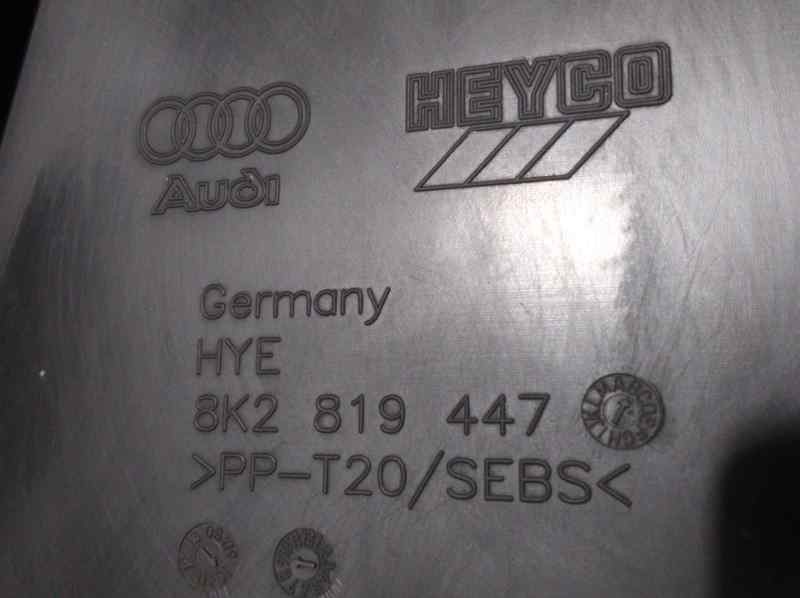 HEYCO
Audi
Germany
HYE
8K2 819 447
>PP-T20/SEBS<